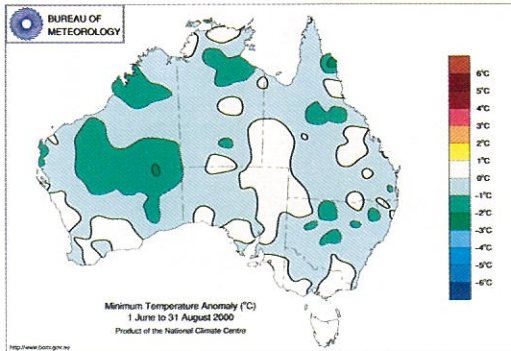 BUREAU OF
METEOROLOGY
6°C
5°C
4°C
3°C
2°C
1°C
0°C
-1°C
-2°C
-3°C
-4°C
-5°C
-6°C
Minimum Temperature Anomaly (°C)
1 June to 31 August 2000
Product of the National Climate Centre
http://www.bom.gov.au